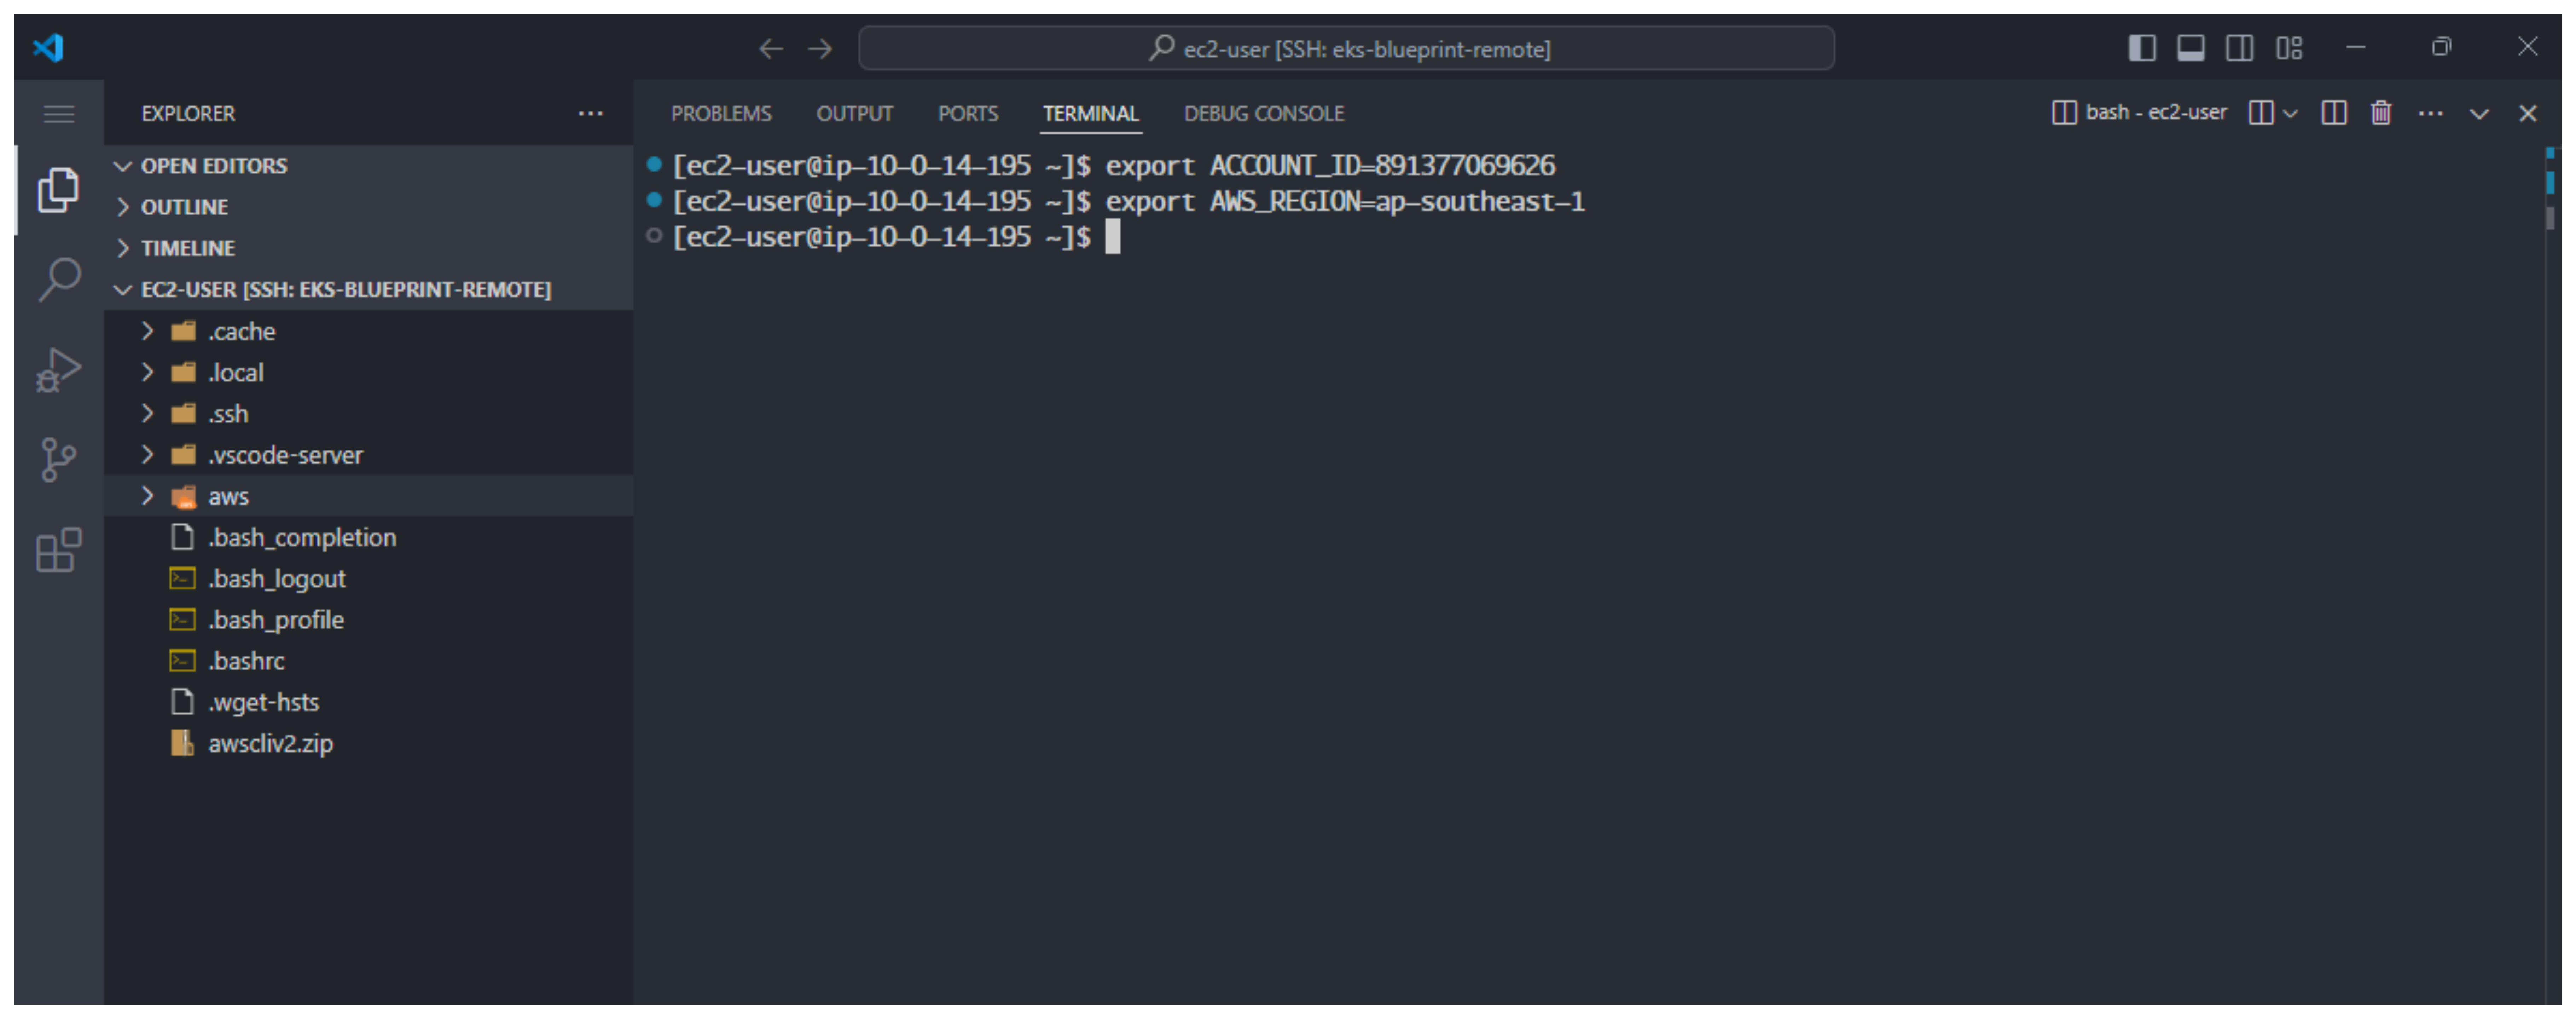 ec2-user [SSH: eks-blueprint-remote]
EXPLORER
OPEN EDITORS
OUTLINE
TIMELINE
EC2-USER [SSH: EKS-BLUEPRINT-REMOTE]
.cache
.local
.ssh
.vscode-server
aws
.bash_completion
.bash_logout
.bash_profile
.bashrc
.wget-hsts
awscliv2.zip
PROBLEMS OUTPUT PORTS TERMINAL DEBUG CONSOLE
bash - ec2-user
[ec2-user@ip-10-0-14-195 ~]$ export ACCOUNT_ID=891377069626
[ec2-user@ip-10-0-14-195 ~]$ export AWS_REGION=ap-southeast-1
[ec2-user@ip-10-0-14-195 ~]$